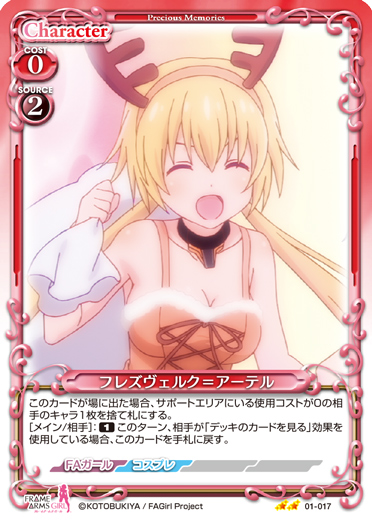 Precious Memories
Character
COST
0
SOURCE
2
フレズヴェルク＝アーテル
このカードが場に出た場合、サポートエリアにいる使用コストが0の相
手のキャラ1枚を捨て札にする。
[メイン/相手]:1このターン、相手が「デッキのカードを見る」効果を
使用している場合、このカードを手札に戻す。
FAガール コスプレ
FRAME
ARMS GIRL
©KOTOBUKIYA / FAGirl Project
01-017